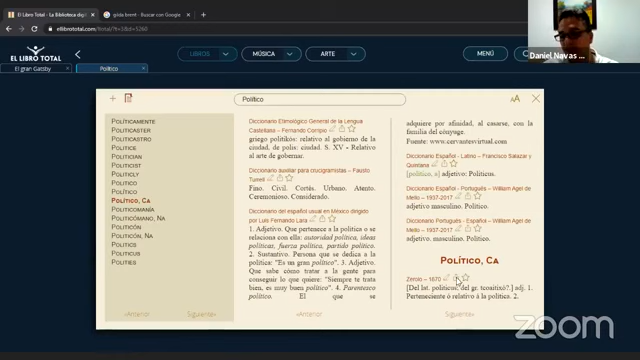 El Libro Total - La Biblioteca dig
gilda brent - Buscar con Google
ellibrototal.com/ltotal/?t=
EL LIBRO TOTAL
LIBROS
MÚSICA
ARTE
MENÚ
El gran Gatsby
Político
Daniel Navas
Político
AA
POLÍTICAMENTE
POLITICASTER
POLITICASTRO
POLITICE
POLITICIAN
POLITICIST
POLITICLY
POLITICO
POLÍTICO
POLÍTICO, CA
POLITICOMANÍA
POLITICÓMANO, NA
POLITICÓN
POLITICÓN, NA
POLITICS
POLITICUS
POLITIES
‹Anterior
Siguiente›
Diccionario Etimológico General de la Lengua
Castellana – Fernando Corripio
griego politikós: relativo al gobierno de la
ciudad, de polis: ciudad. S. XV - Relativo
al arte de gobernar.
Diccionario auxiliar para crucigramistas – Fausto
Turrell
Fino. Civil. Cortés. Urbano. Atento.
Ceremonioso. Considerado.
Diccionario del español usual en México dirigido
por Luis Fernando Lara
1. Adjetivo. Que pertenece a la política o se
relaciona con ella: autoridad política, ideas
políticas, fuerza política, partido político.
2. Sustantivo. Persona que se dedica a la
política: "Es un gran político" 3. Adjetivo.
Que sabe cómo tratar a la gente para
conseguir lo que quiere: "Siempre te trata
bien, es muy buen político". 4. Parentesco
político. El que se
‹Anterior
adquiere por afinidad, al casarse, con la
familia del cónyuge.
Fuente: www.cervantesvirtual.com
Diccionario Español - Latino – Francisco Salazar y
Quintana
[político, a] adjetivo: Politicus.
Diccionario Español - Portugués – William Agel de
Mello – 1937-2017
adjetivo masculino. Político.
Diccionario Portugués - Español – William Agel de
Mello – 1937-2017
adjetivo masculino. Político.
POLÍTICO, CA
Zerolo – 1870
[Del lat. politicus, del gr.] adj. 1.
Perteneciente ó relativo á la política. 2.
Siguiente›
zoom